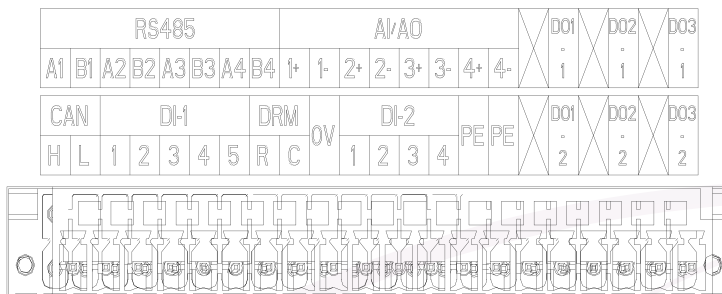 RS485 AI/AO DO1 DO2 DO3
A1 B1 A2 B2 A3 B3 A4 B4 1+ 1- 2+ 2- 3+ 3- 4+ 4- - 1 - 1 - 1
CAN DI-1 DRM 0V DI-2 PE PE DO1 DO2 DO3
H L 1 2 3 4 5 R C 1 2 3 4 - 2 - 2 - 2